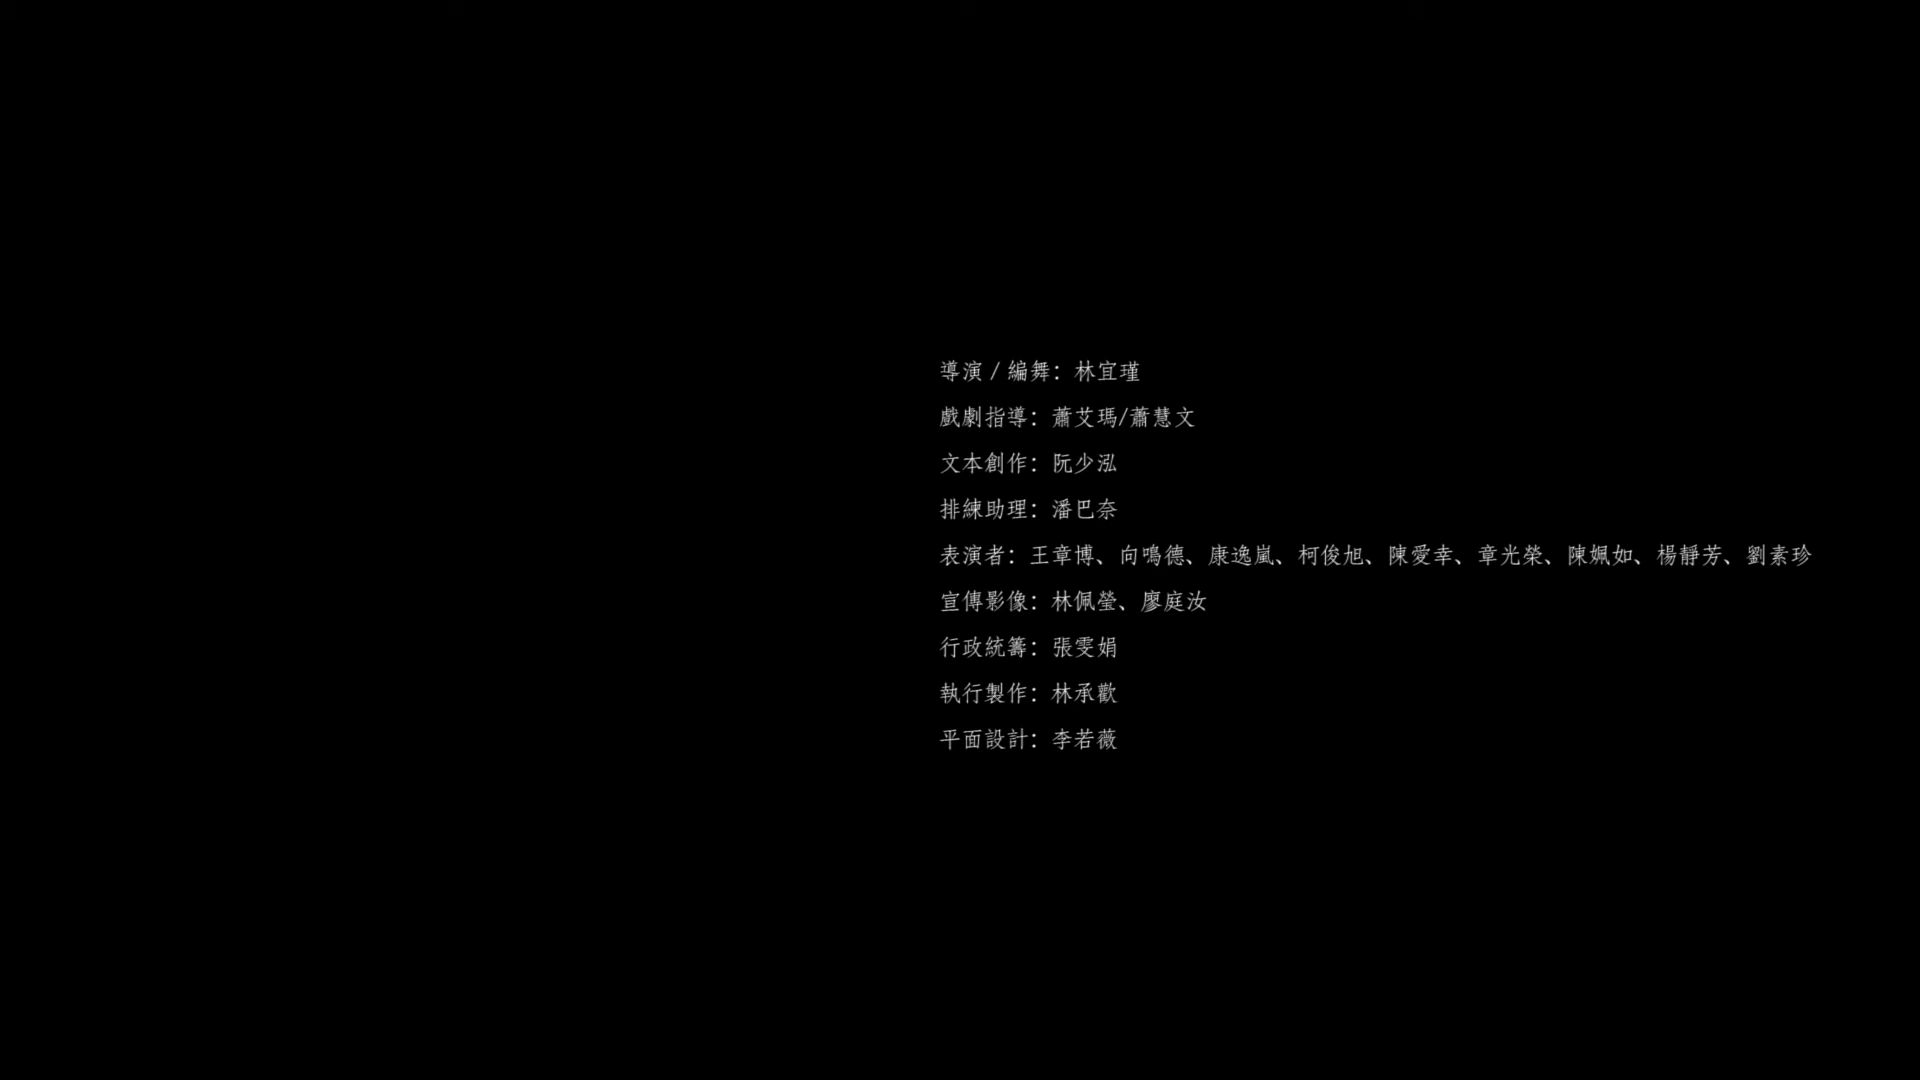 導演 / 編舞：林宜瑾
戲劇指導：蕭艾瑪/蕭慧文
文本創作：阮少泓
排練助理：潘巴奈
表演者：王章博、向鳴德、康逸嵐、柯俊旭、陳愛幸、章光榮、陳姵如、楊靜芳、劉素珍
宣傳影像：林佩瑩、廖庭汝
行政統籌：張雯娟
執行製作：林承歡
平面設計：李若薇